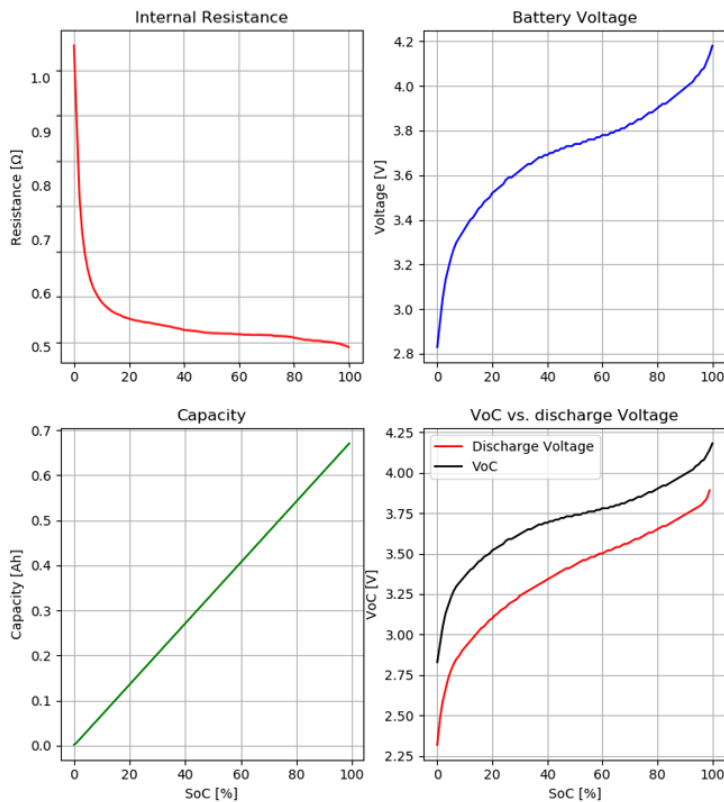 Internal Resistance
Resistance [Ω]
1.0
0.9
0.8
0.7
0.6
0.5
0 20 40 60 80 100
Battery Voltage
Voltage [V]
4.2
4.0
3.8
3.6
3.4
3.2
3.0
2.8
0 20 40 60 80 100
Capacity
Capacity [Ah]
0.7
0.6
0.5
0.4
0.3
0.2
0.1
0.0
0 20 40 60 80 100
SoC [%]
VoC vs. discharge Voltage
Discharge Voltage
VoC
VoC [V]
4.25
4.00
3.75
3.50
3.25
3.00
2.75
2.50
2.25
0 20 40 60 80 100
SoC [%]